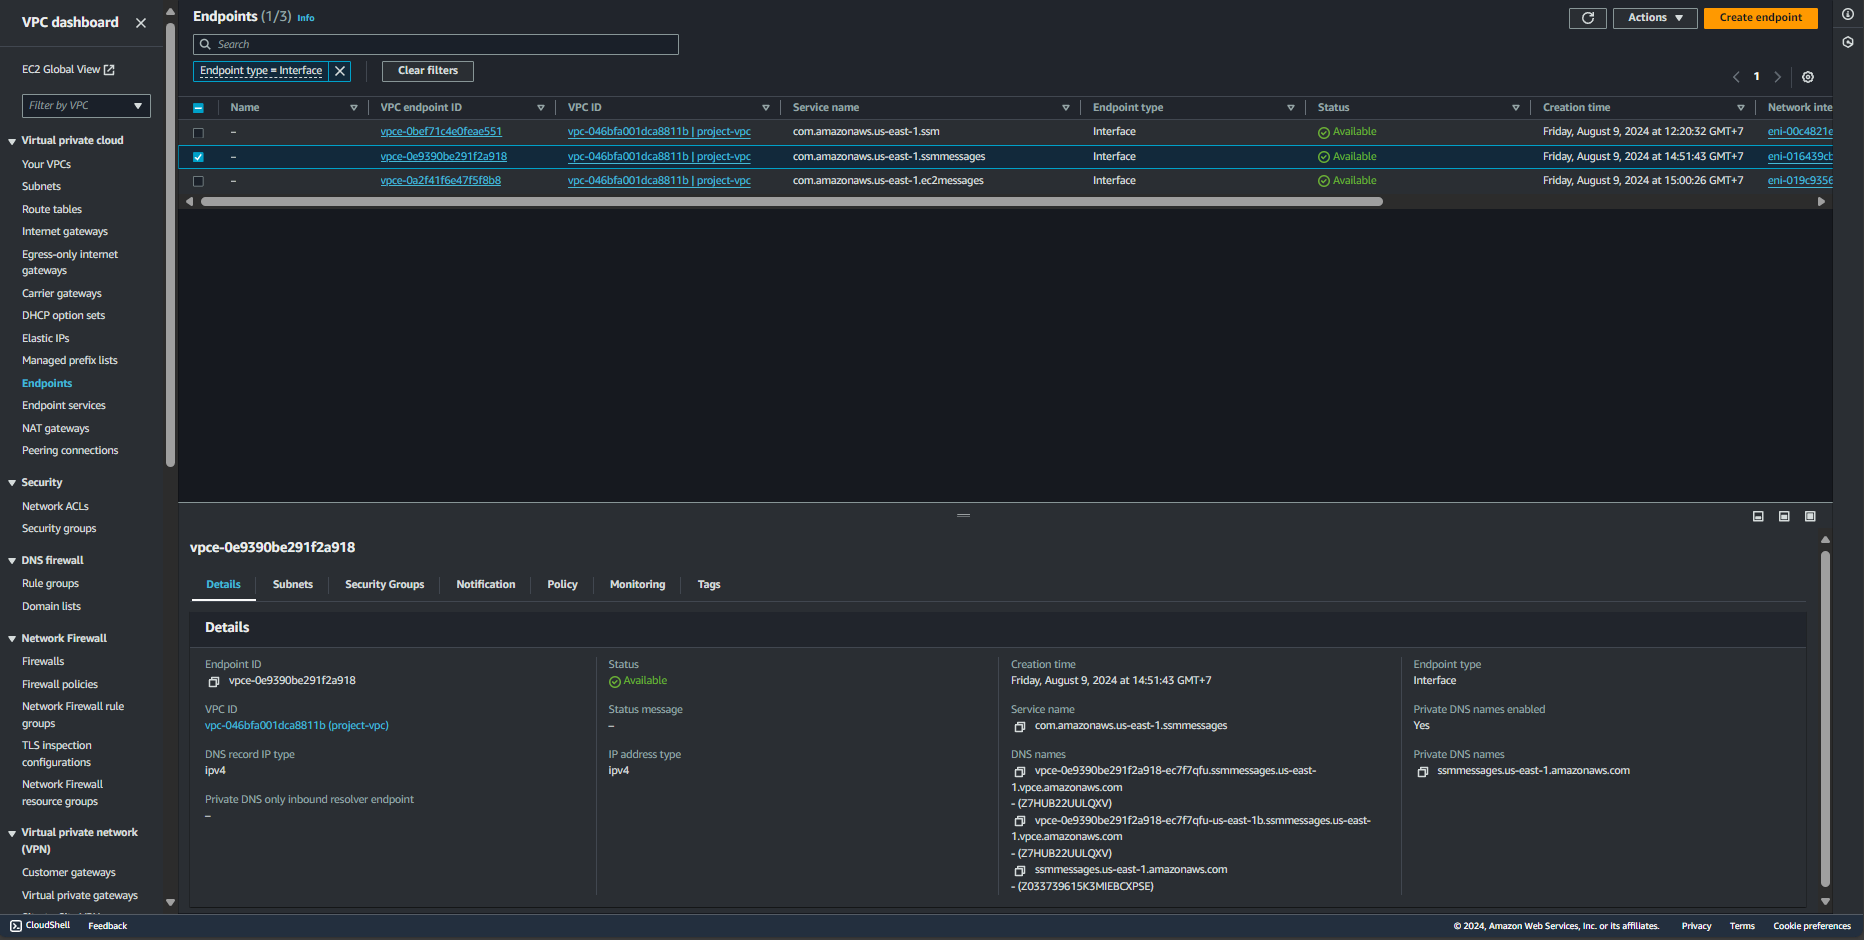 VPC dashboard
EC2 Global View
Filter by VPC
Virtual private cloud
Your VPCs
Subnets
Route tables
Internet gateways
Egress-only internet
gateways
Carrier gateways
DHCP option sets
Elastic IPs
Managed prefix lists
Endpoints
Endpoint services
NAT gateways
Peering connections
Security
Network ACLs
Security groups
DNS firewall
Rule groups
Domain lists
Network Firewall
Firewalls
Firewall policies
Network Firewall rule
groups
TLS inspection
configurations
Network Firewall
resource groups
Virtual private network
(VPN)
Customer gateways
Virtual private gateways
Endpoints (1/3) Info
Actions
Create endpoint
Search
Endpoint type = Interface
Clear filters
1
Name VPC endpoint ID VPC ID Service name Endpoint type Status Creation time Network inte
– vpce-0bef71c4e0feae551 vpc-046bfa001dca8811b | project-vpc com.amazonaws.us-east-1.ssm Interface Available Friday, August 9, 2024 at 12:20:32 GMT+7 eni-00c4821e
– vpce-0e9390be291f2a918 vpc-046bfa001dca8811b | project-vpc com.amazonaws.us-east-1.ssmmessages Interface Available Friday, August 9, 2024 at 14:51:43 GMT+7 eni-016439cb
– vpce-0a2f41f6e47f5f8b8 vpc-046bfa001dca8811b | project-vpc com.amazonaws.us-east-1.ec2messages Interface Available Friday, August 9, 2024 at 15:00:26 GMT+7 eni-019c9356
vpce-0e9390be291f2a918
Details Subnets Security Groups Notification Policy Monitoring Tags
Details
Endpoint ID
vpce-0e9390be291f2a918
VPC ID
vpc-046bfa001dca8811b (project-vpc)
DNS record IP type
ipv4
Private DNS only inbound resolver endpoint
–
Status
Available
Status message
–
IP address type
ipv4
Creation time
Friday, August 9, 2024 at 14:51:43 GMT+7
Service name
com.amazonaws.us-east-1.ssmmessages
DNS names
vpce-0e9390be291f2a918-ec7f7qfu.ssmmessages.us-east-
1.vpce.amazonaws.com
- (Z7HUB22UULQXV)
vpce-0e9390be291f2a918-ec7f7qfu-us-east-1b.ssmmessages.us-east-
1.vpce.amazonaws.com
- (Z7HUB22UULQXV)
ssmmessages.us-east-1.amazonaws.com
- (Z033739615K3MIEBCXPSE)
Endpoint type
Interface
Private DNS names enabled
Yes
Private DNS names
ssmmessages.us-east-1.amazonaws.com
CloudShell Feedback
© 2024, Amazon Web Services, Inc. or its affiliates. Privacy Terms Cookie preferences